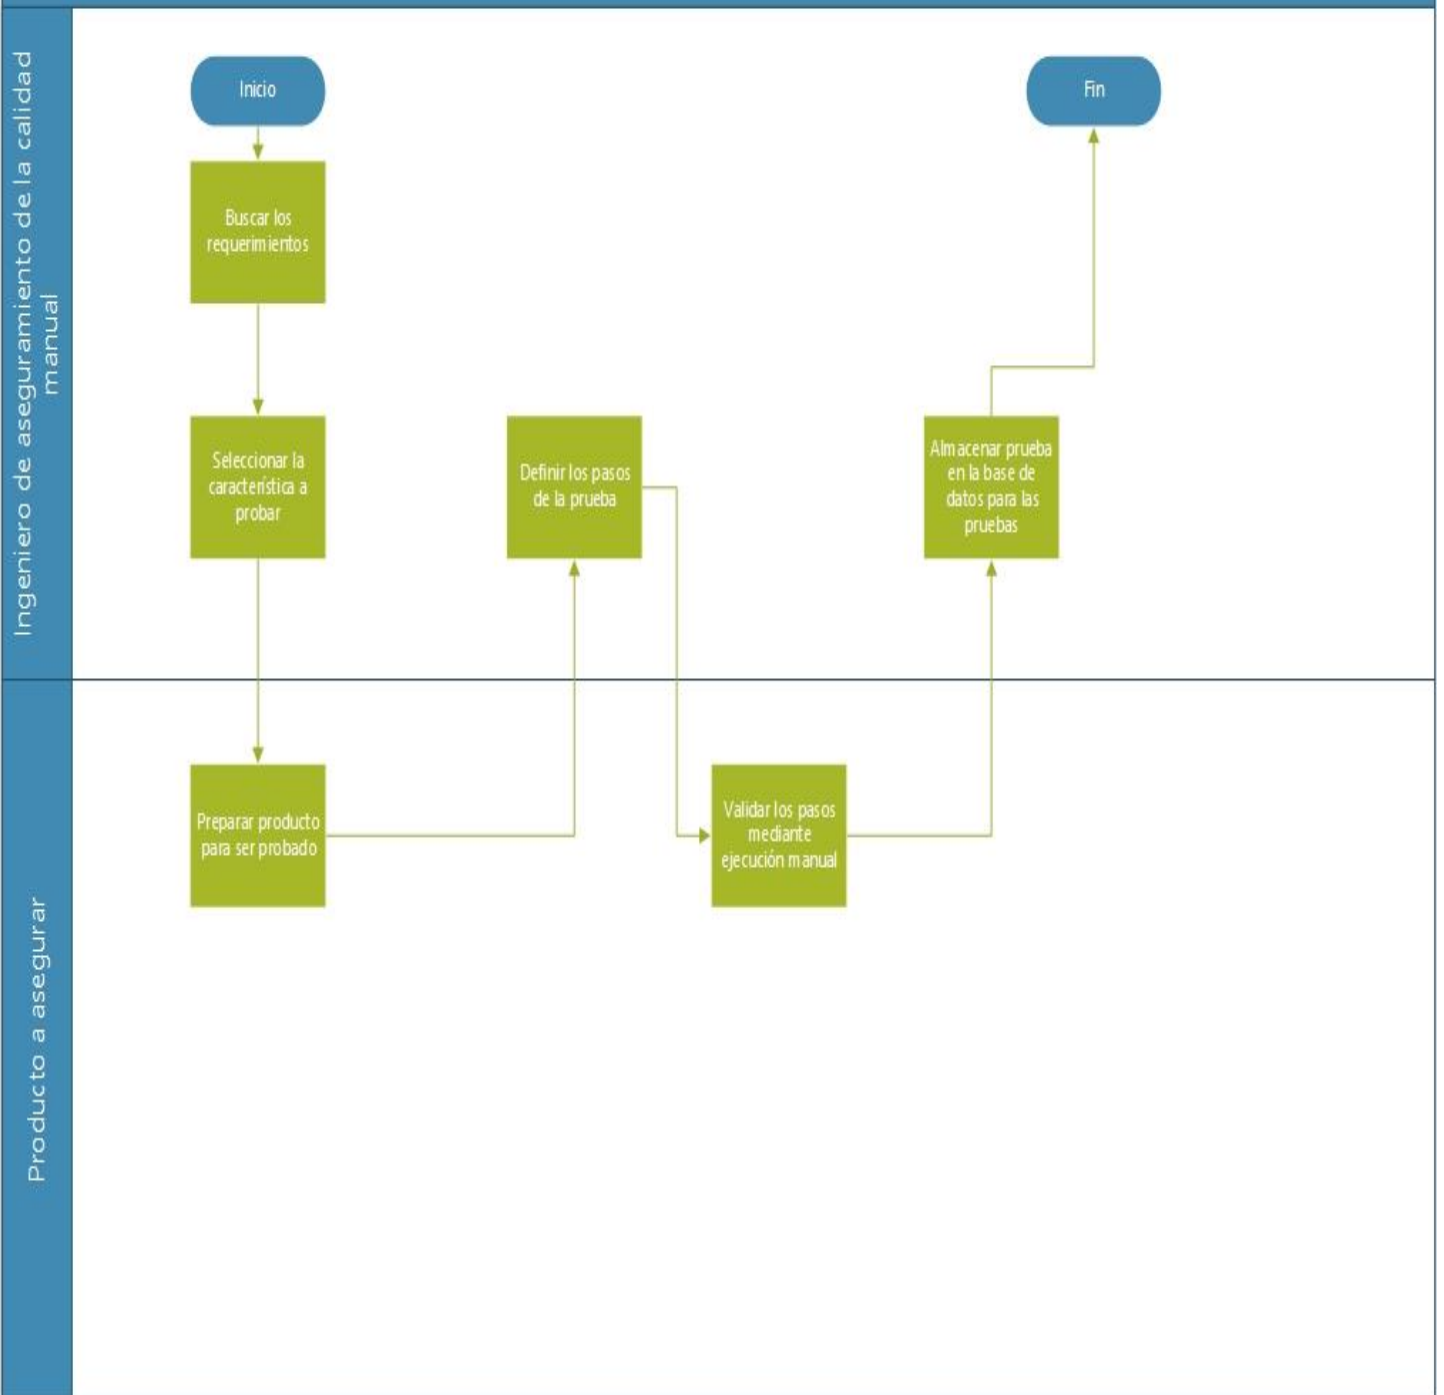 Ingeniero de aseguramiento de la calidad
manual
Inicio
Fin
Buscar los
requerimientos
Seleccionar la
característica a
probar
Definir los pasos
de la prueba
Almacenar prueba
en la base de
datos para las
pruebas
Producto a asegurar
Preparar producto
para ser probado
Validar los pasos
mediante
ejecución manual